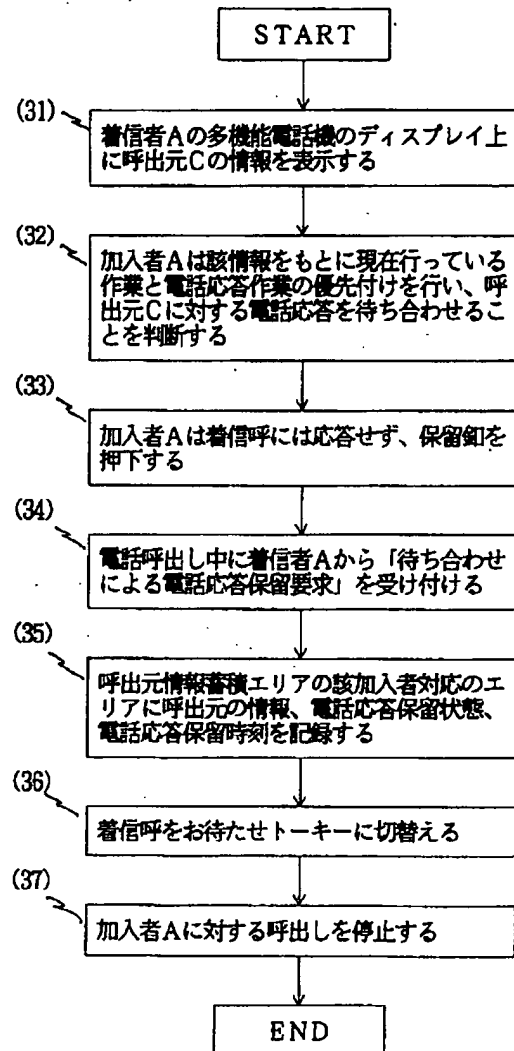 START
(31)
着信者Aの多機能電話機のディスプレイ上
に呼出元Cの情報を表示する
(32)
加入者Aは該情報をもとに現在行っている
作業と電話応答作業の優先付けを行い、呼
出元Cに対する電話応答を待ち合わせるこ
とを判断する
(33)
加入者Aは着信呼には応答せず、保留釦を
押下する
(34)
電話呼出し中に着信者Aから「待ち合わせ
による電話応答保留要求」を受け付ける
(35)
呼出元情報蓄積エリアの該加入者対応のエ
リアに呼出元の情報、電話応答保留状態、
電話応答保留時刻を記録する
(36)
着信呼をお待たせトーキーに切替える
(37)
加入者Aに対する呼出しを停止する
END